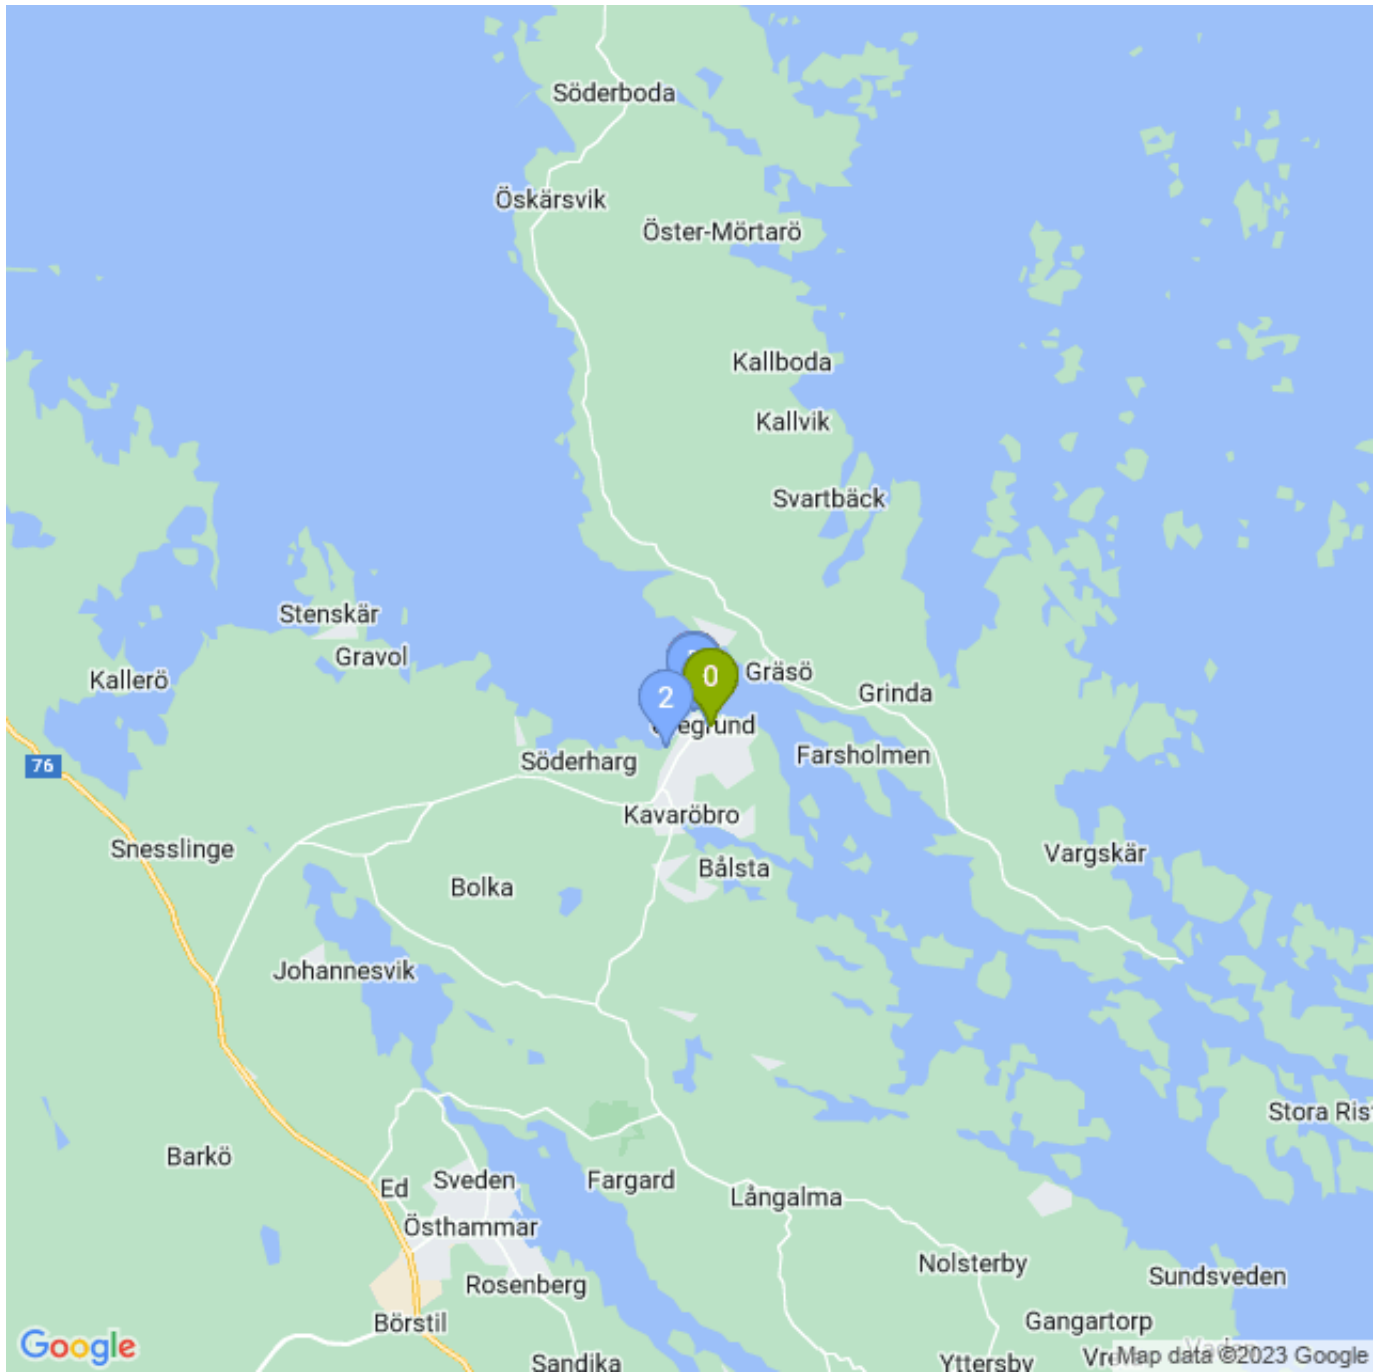 Söderboda
Öskärsvik
Öster-Mörtarö
Kallboda
Kallvik
Svartbäck
Stenskär
Gravol
Kallerö
Gräsö
0
2
Grinda
egrund
76
Söderharg
Farsholmen
Kavaröbro
Snesslinge
Vargskär
Bålsta
Bolka
Johannesvik
Stora Rist
Barkö
Ed
Sveden
Fargard
Långalma
Östhammar
Nolsterby
Rosenberg
Sundsveden
Börstil
Gangartorp
Google
Sandika
Yttersby
Map data ©2023 Google